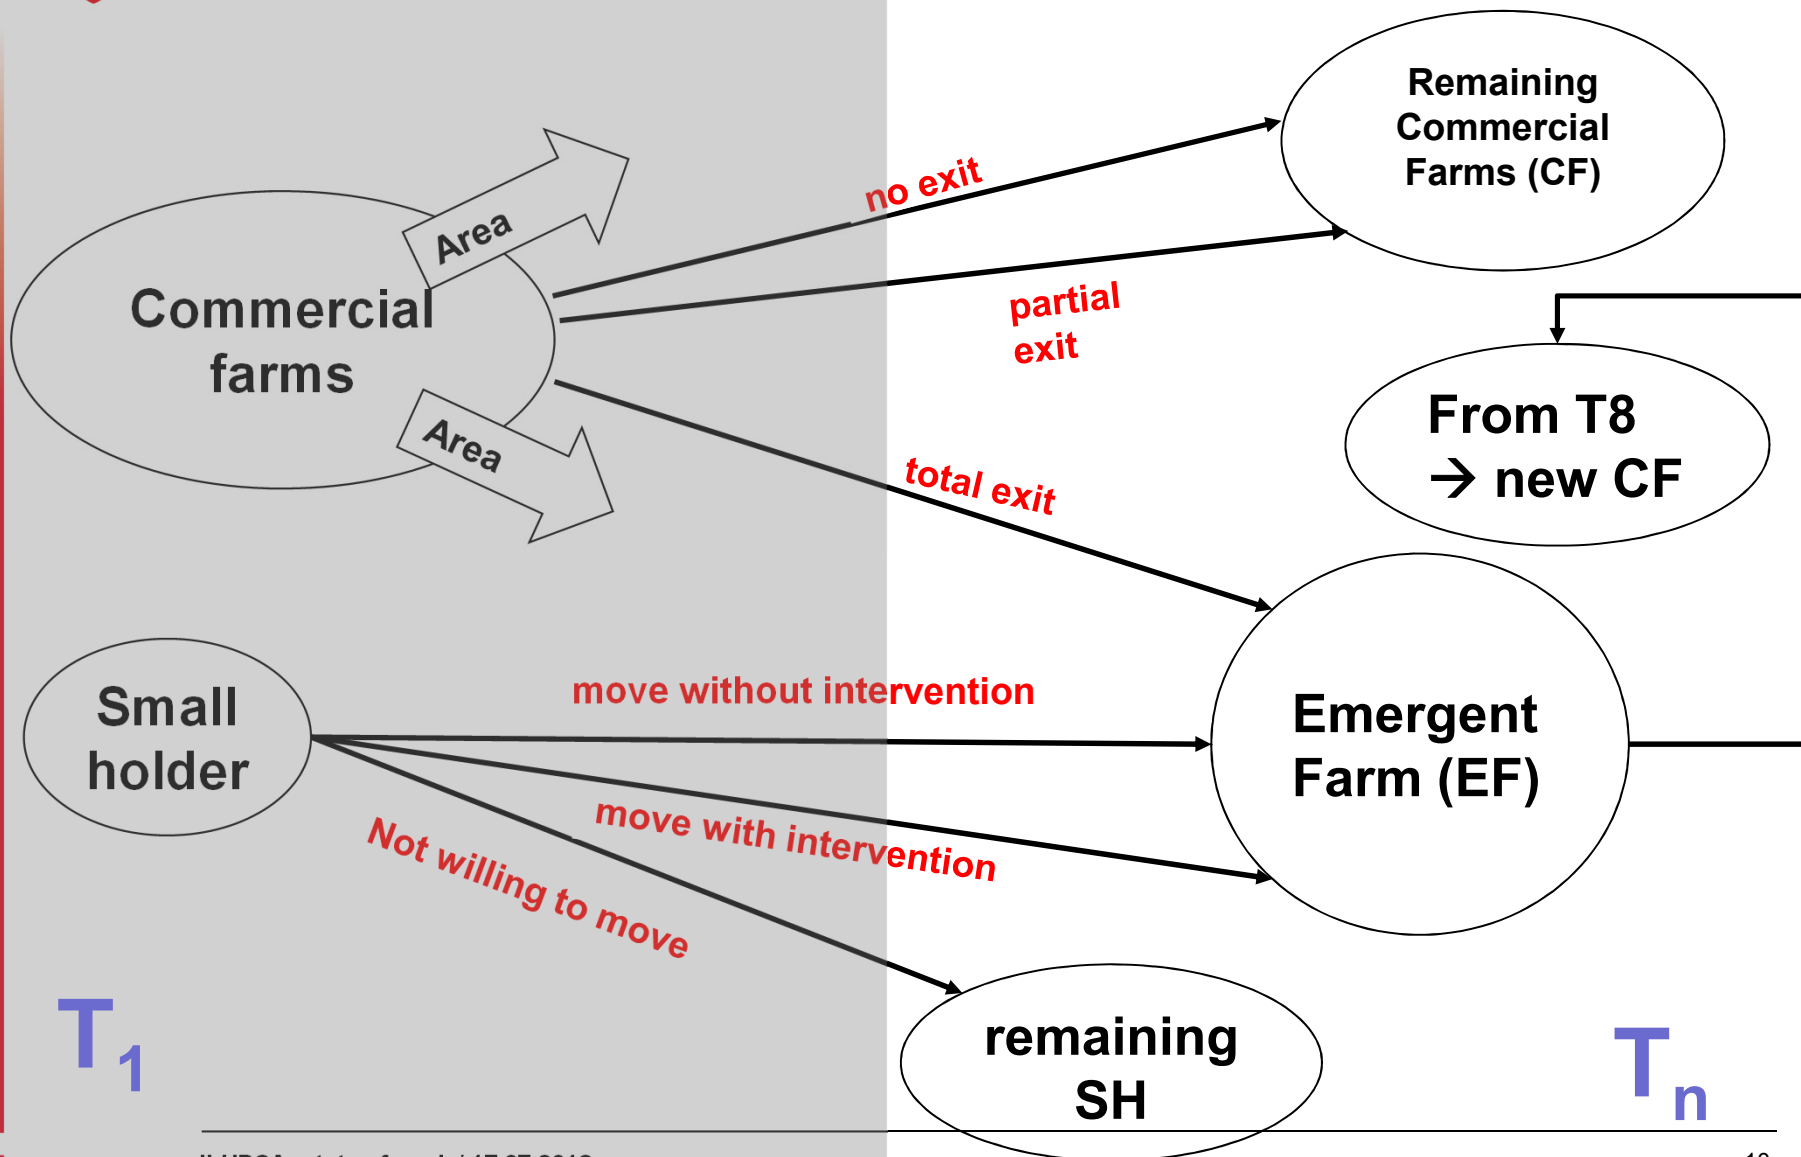 Remaining
Commercial
Farms (CF)
no exit
Area
partial
exit
Commercial
farms
Area
From T8
→ new CF
total exit
move without intervention
Small
holder
Emergent
Farm (EF)
move with intervention
Not willing to move
remaining
SH
T1
Tn